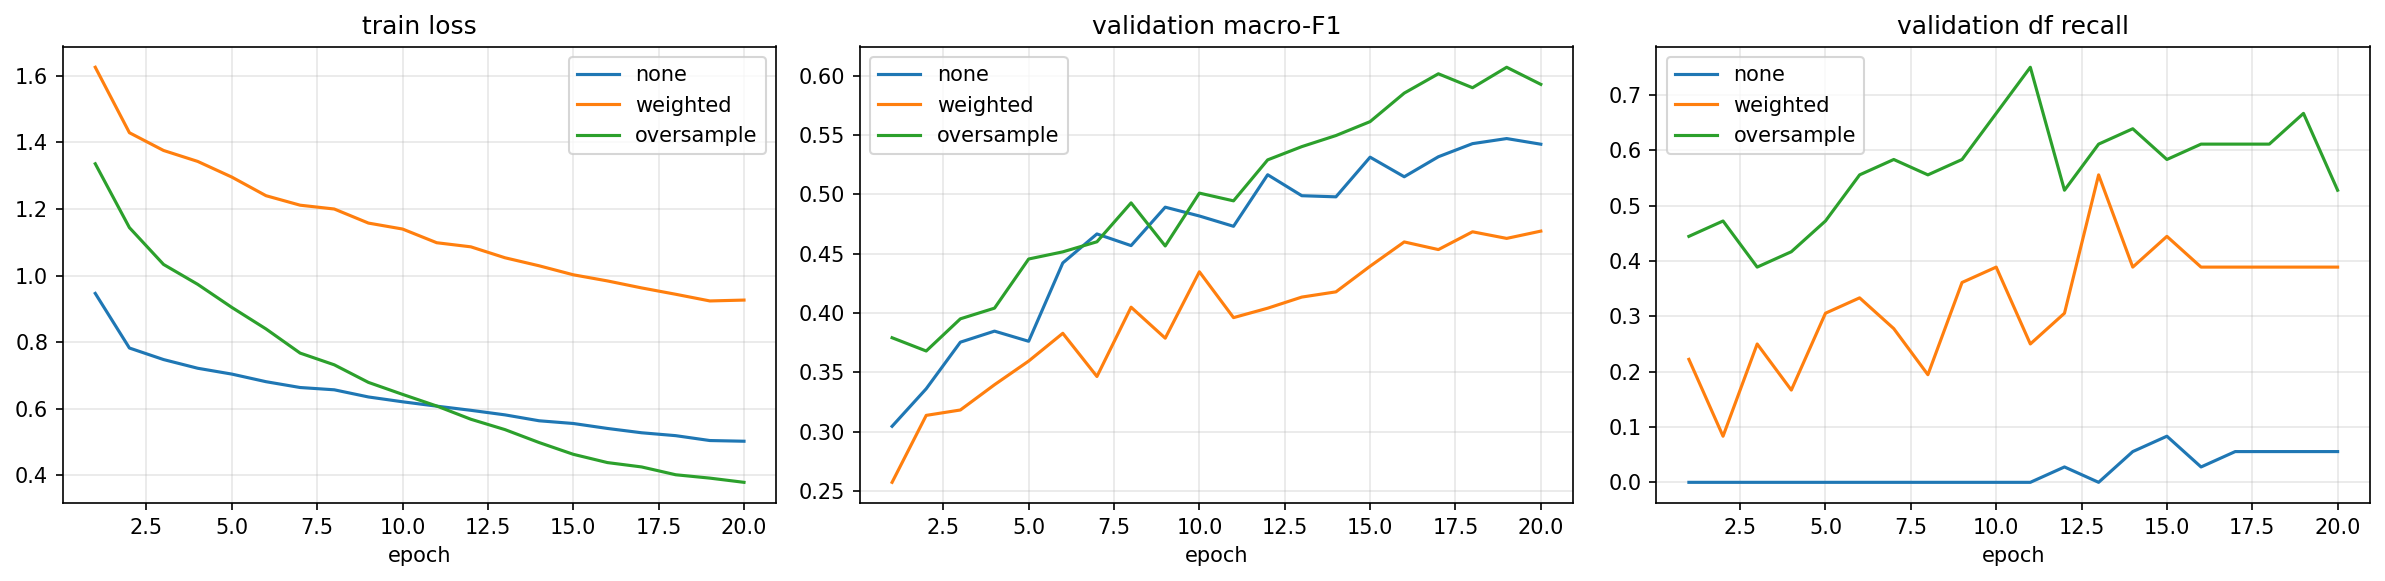 train loss
1.6
1.4
1.2
1.0
0.8
0.6
0.4
none
weighted
oversample
2.5 5.0 7.5 10.0 12.5 15.0 17.5 20.0
epoch
validation macro-F1
0.60
0.55
0.50
0.45
0.40
0.35
0.30
0.25
none
weighted
oversample
2.5 5.0 7.5 10.0 12.5 15.0 17.5 20.0
epoch
validation df recall
0.7
0.6
0.5
0.4
0.3
0.2
0.1
0.0
none
weighted
oversample
2.5 5.0 7.5 10.0 12.5 15.0 17.5 20.0
epoch